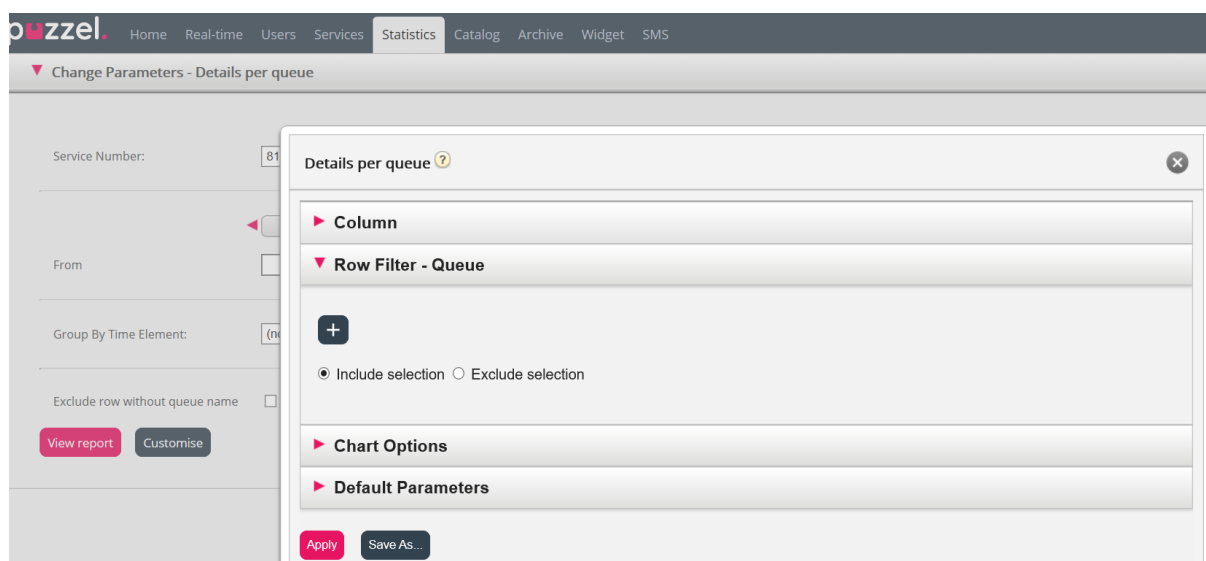 puzzel.
Home Real-time Users Services Statistics Catalog Archive Widget SMS
Change Parameters - Details per queue
Service Number:
81
From
Group By Time Element:
Exclude row without queue name
View report Customise
Details per queue ?
Column
Row Filter - Queue
+
Include selection Exclude selection
Chart Options
Default Parameters
Apply Save As...